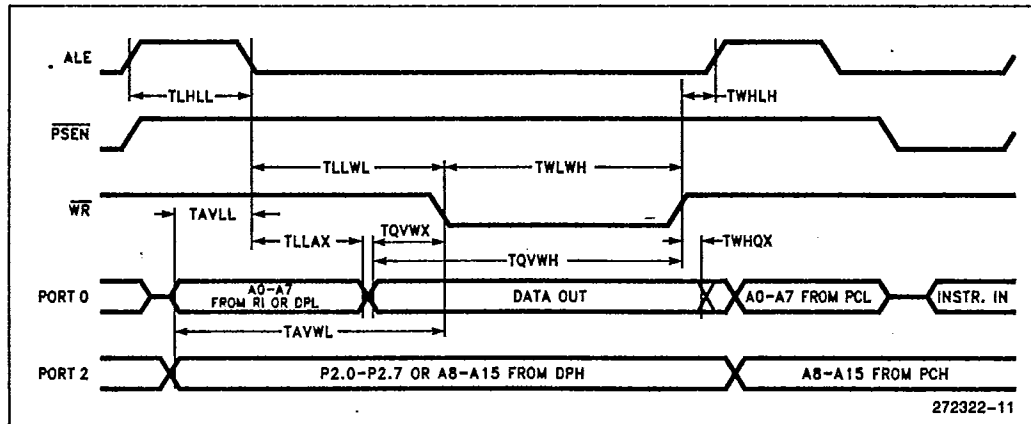 ALE
TLHLL
TWHLH
PSEN
TLLWL
TWLWH
WR
TAVLL
TQVWX
TLLAX
TWHQX
TQVWH
PORT 0
A0-A7
FROM RI OR DPL
DATA OUT
A0-A7 FROM PCL
INSTR. IN
TAVWL
PORT 2
P2.0-P2.7 OR A8-A15 FROM DPH
A8-A15 FROM PCH
272322-11